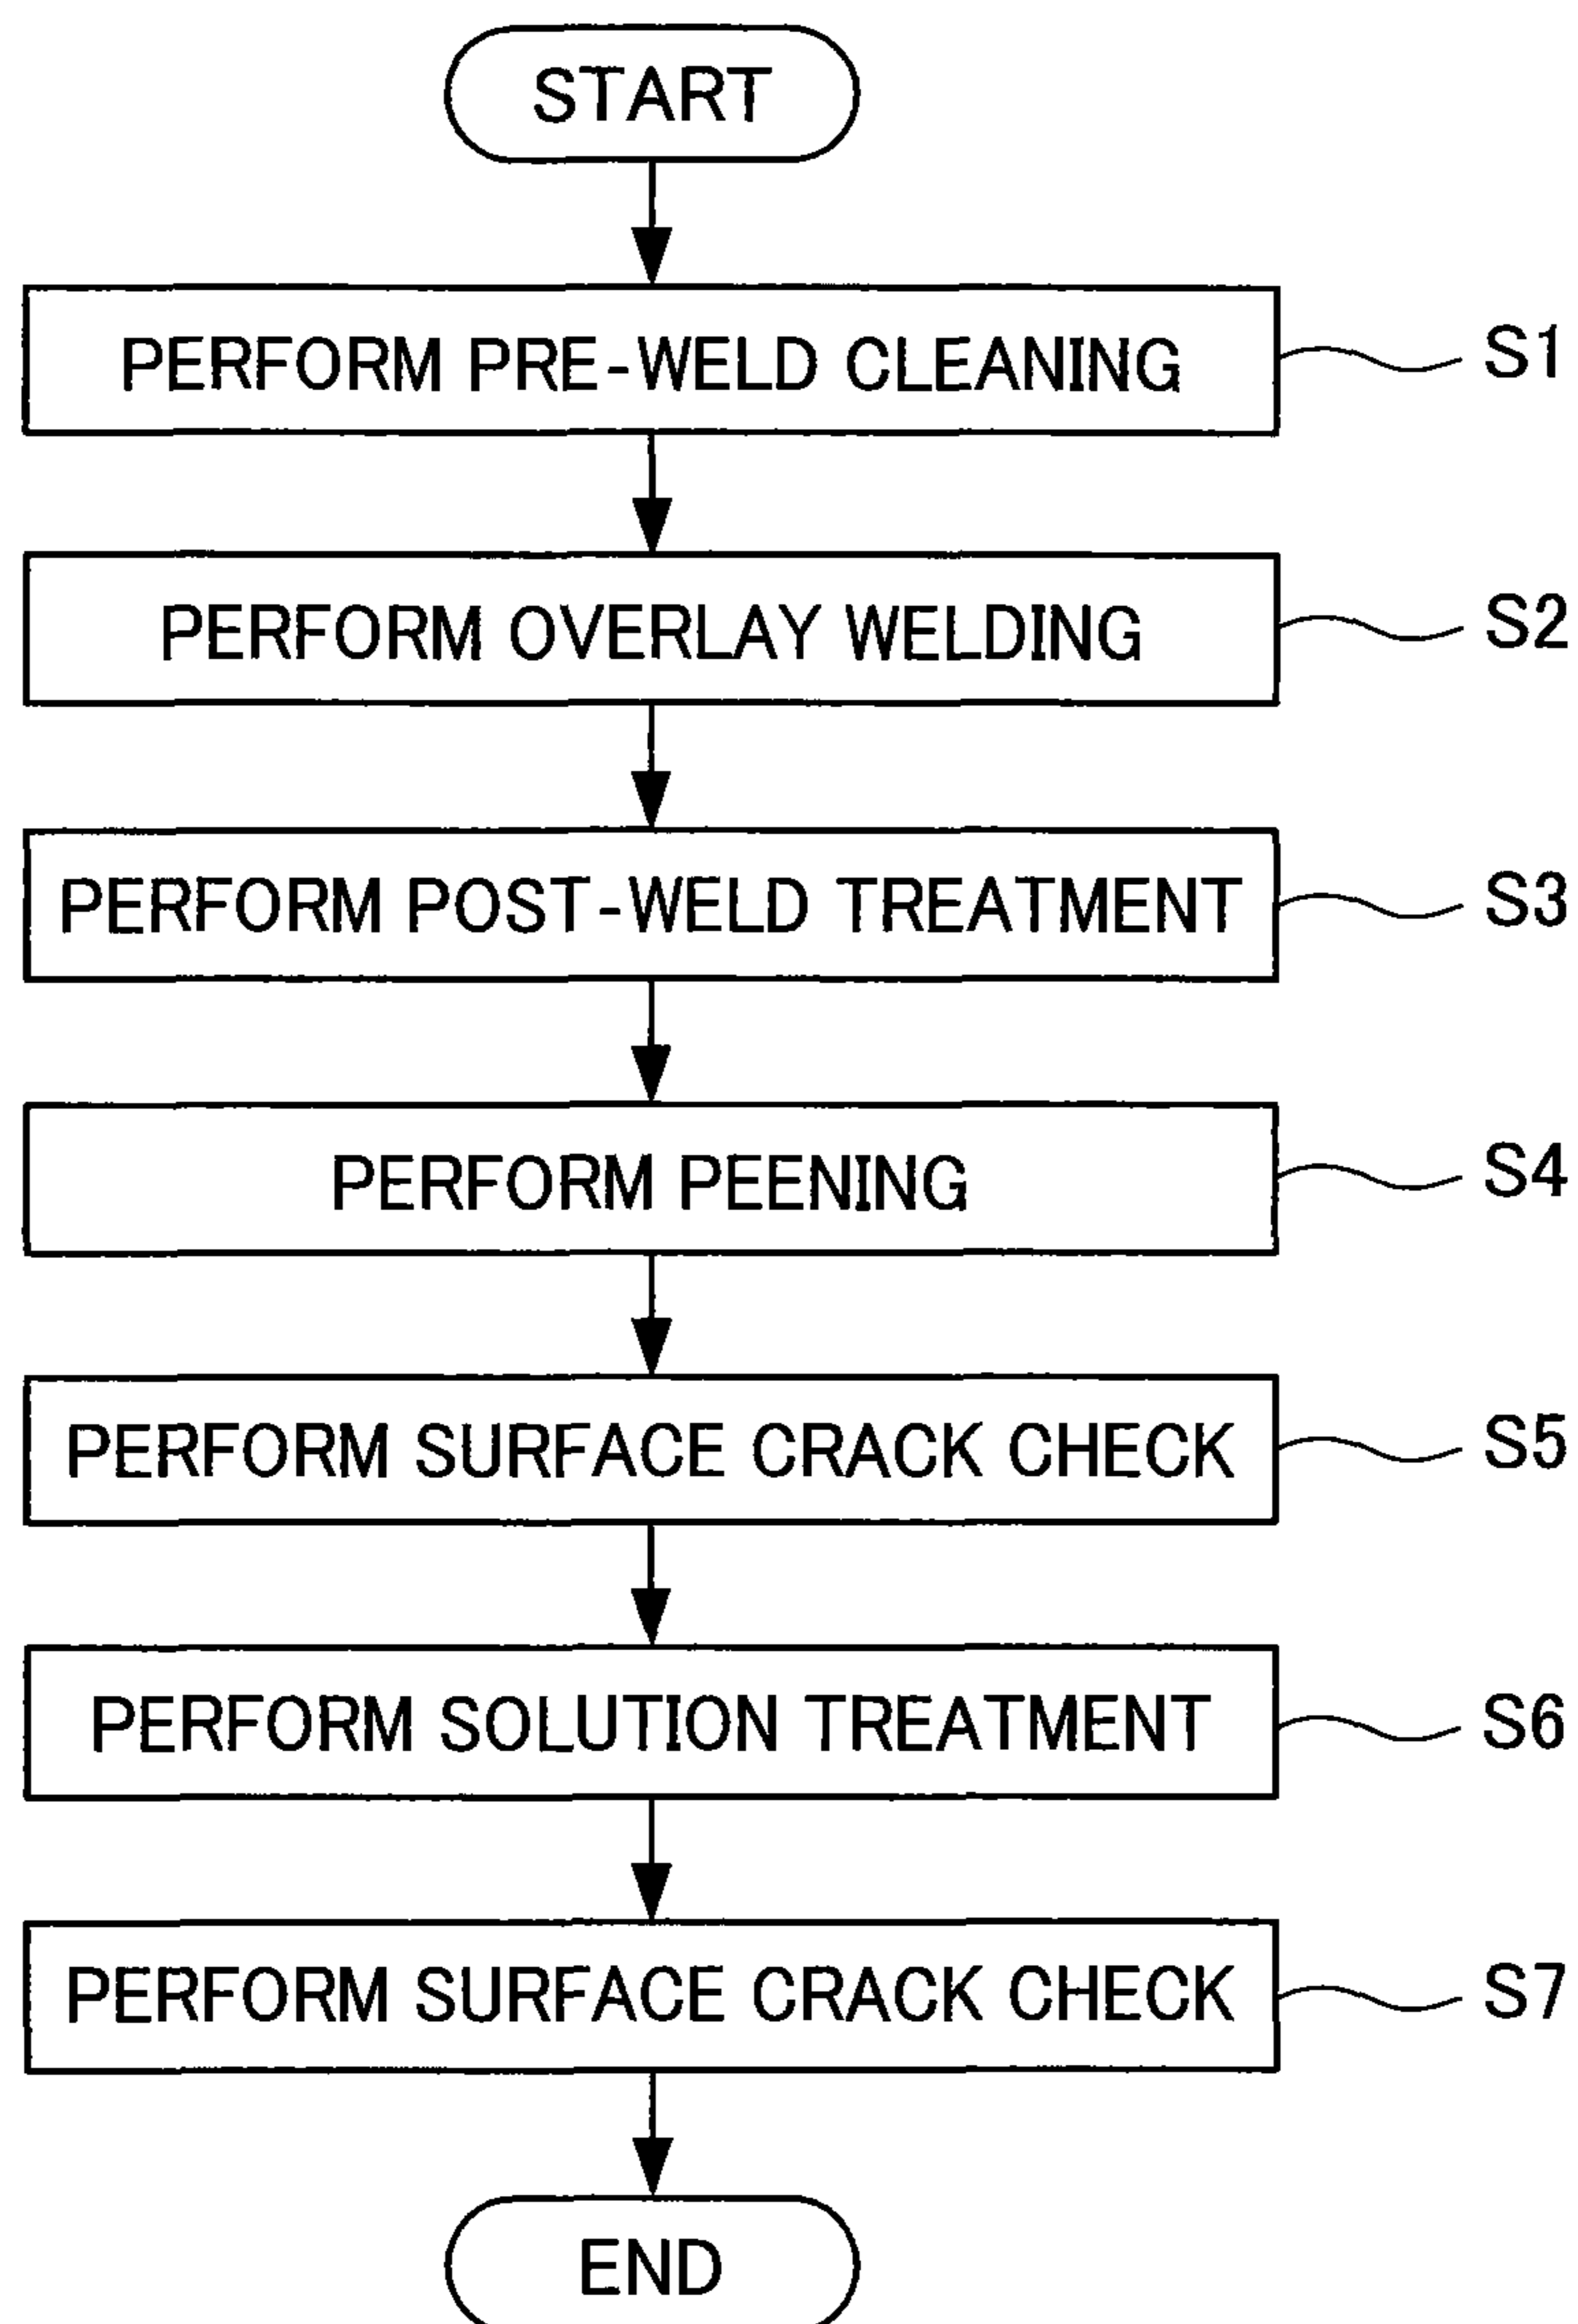 START
PERFORM PRE-WELD CLEANING S1
PERFORM OVERLAY WELDING S2
PERFORM POST-WELD TREATMENT S3
PERFORM PEENING S4
PERFORM SURFACE CRACK CHECK S5
PERFORM SOLUTION TREATMENT S6
PERFORM SURFACE CRACK CHECK S7
END